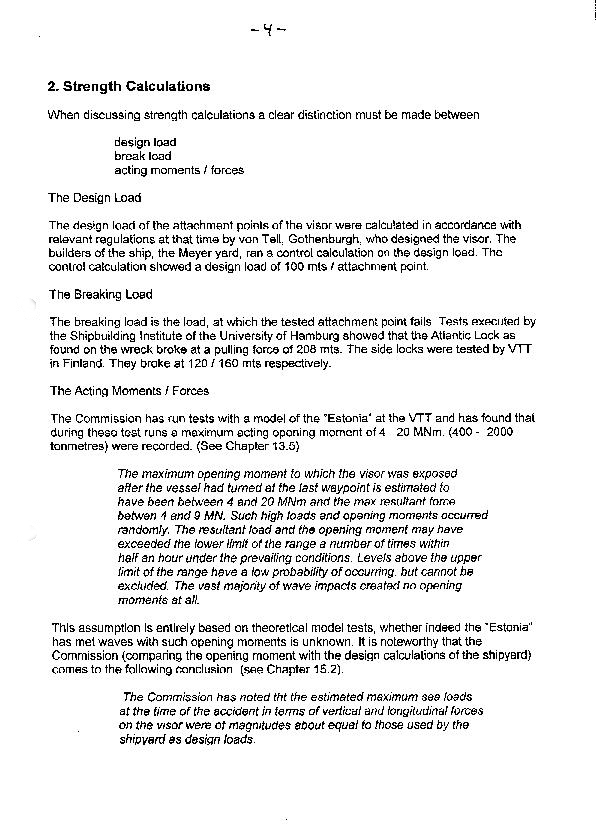 - 4 -
2. Strength Calculations
When discussing strength calculations a clear distinction must be made between
design load
break load
acting moments / forces
The Design Load
The design load of the attachment points of the visor were calculated in accordance with
relevant regulations at that time by von Tell, Gothenburgh, who designed the visor. The
builders of the ship, the Meyer yard, ran a control calculation on the design load. The
control calculation showed a design load of 100 mts / attachment point.
The Breaking Load
The breaking load is the load, at which the tested attachment point fails Tests executed by
the Shipbuilding Institute of the University of Hamburg showed that the Atlantic Lock as
found on the wreck broke at a pulling force of 208 mts. The side locks were tested by VTT
in Finland. They broke at 120 / 160 mts respectively.
The Acting Moments / Forces
The Commission has run tests with a model of the "Estonia" at the VTT and has found that
during these test runs a maximum acting opening moment of 4 - 20 MNm. (400 - 2000
tonmetres) were recorded. (See Chapter 13.5)
The maximum opening moment to which the visor was exposed
after the vessel had turned at the last waypoint is estimated to
have been between 4 and 20 MNm and the max resultant force
betwen 4 and 9 MN. Such high loads and opening moments occurred
randomly. The resultant load and the opening moment may have
exceeded the lower limit of the range a number of times within
half an hour under the prevailing conditions. Levels above the upper
limit of the range have a low probability of occurring, but cannot be
excluded. The vast majority of wave impacts created no opening
moments at all.
This assumption is entirely based on theoretical model tests, whether indeed the "Estonia"
has met waves with such opening moments is unknown. It is noteworthy that the
Commission (comparing the opening moment with the design calculations of the shipyard)
comes to the following conclusion (see Chapter 15.2).
The Commission has noted tht the estimated maximum sea loads
at the time of the accident in terms of vertical and longitudinal forces
on the visor were of magnitudes about equal to those used by the
shipyard as design loads.